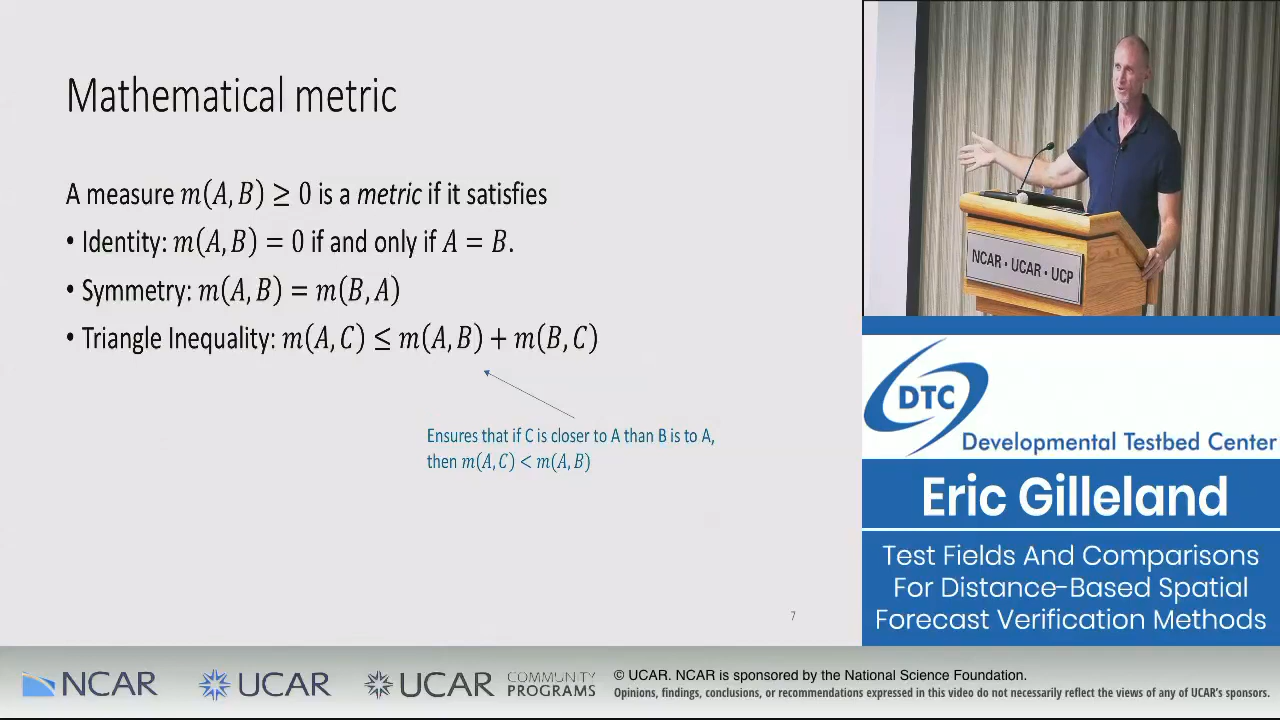 Mathematical metric
A measure m(A, B) ≥ 0 is a metric if it satisfies
• Identity: m(A, B) = 0 if and only if A = B.
• Symmetry: m(A, B) = m(B, A)
• Triangle Inequality: m(A, C) ≤ m(A, B) + m(B, C)
Ensures that if C is closer to A than B is to A,
then m(A, C) < m(A, B)
7
NCAR • UCAR • UCP
DTC
Developmental Testbed Center
Eric Gilleland
Test Fields And Comparisons
For Distance-Based Spatial
Forecast Verification Methods
NCAR
UCAR
UCAR
COMMUNITY
PROGRAMS
© UCAR. NCAR is sponsored by the National Science Foundation.
Opinions, findings, conclusions, or recommendations expressed in this video do not necessarily reflect the views of any of UCAR's sponsors.